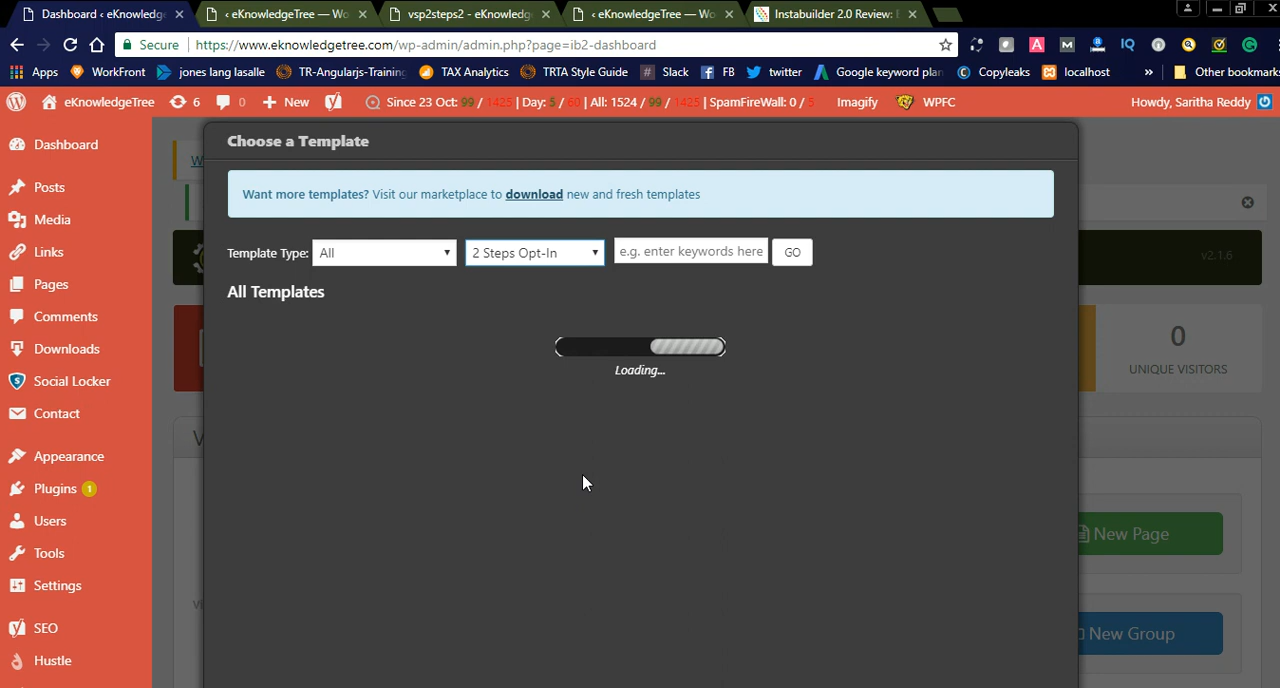 Dashboard ‹ eKnowledge
‹ eKnowledgeTree — Wo
vsp2steps2 - eKnowledg
‹ eKnowledgeTree — Wo
Instabuilder 2.0 Review: E
Secure
https://www.eknowledgetree.com/wp-admin/admin.php?page=ib2-dashboard
Apps
WorkFront
jones lang lasalle
TR-Angularjs-Training
TAX Analytics
TRTA Style Guide
Slack
FB
twitter
Google keyword plan
Copyleaks
localhost
»
Other bookmarks
eKnowledgeTree
6
0
New
Since 23 Oct: 99 / 1425 | Day: 5 / 60 | All: 1524 / 99 / 1425 | SpamFireWall: 0 / 5
Imagify
WPFC
Howdy, Saritha Reddy
Dashboard
Posts
Media
Links
Pages
Comments
Downloads
Social Locker
Contact
Appearance
Plugins 1
Users
Tools
Settings
SEO
Hustle
Choose a Template
Want more templates? Visit our marketplace to download new and fresh templates
Template Type: All
2 Steps Opt-In
e.g. enter keywords here
GO
All Templates
Loading...
v2.1.6
0
UNIQUE VISITORS
New Page
New Group